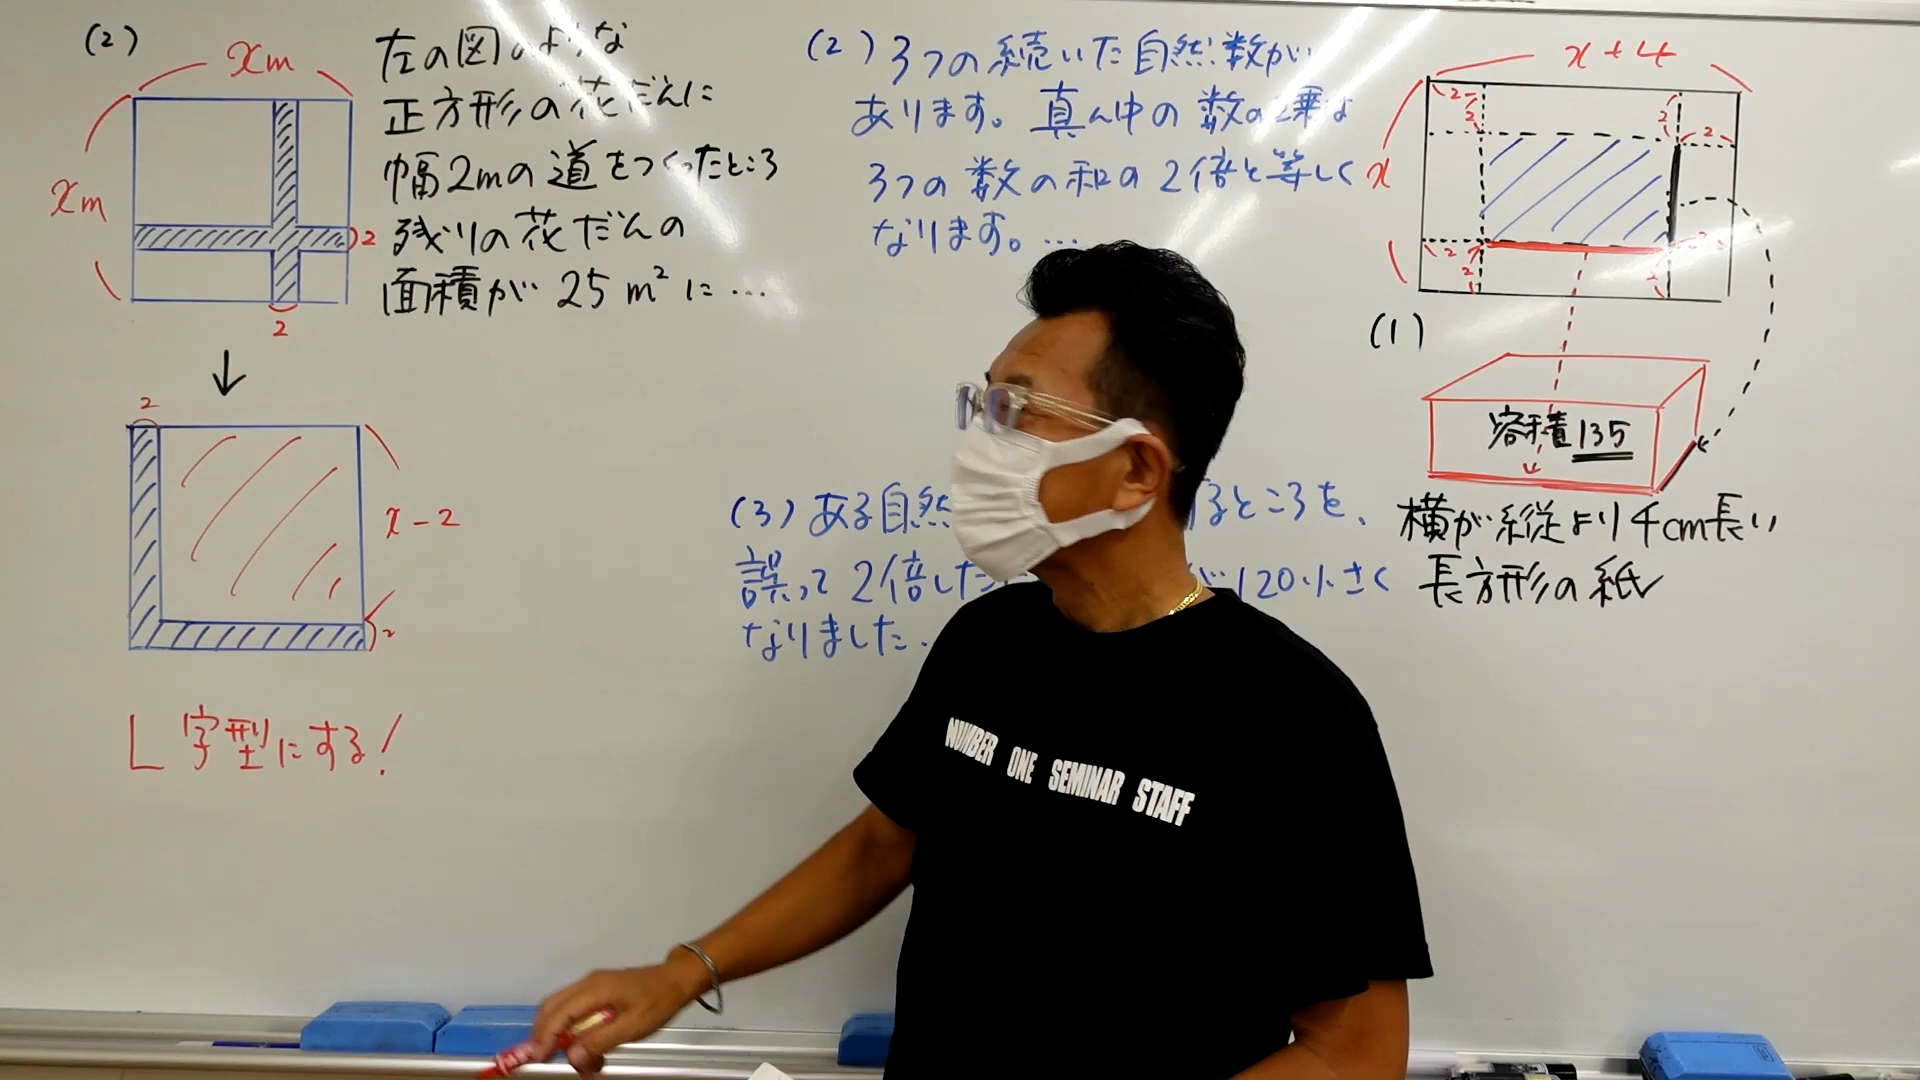 (2)
xm
xm
2
2
左の図のような
正方形の花だんに
幅2mの道をつくったところ
残りの花だんの
面積が25m²に…
↓
2
x-2
2
L字型にする!
(2) 3つの続いた自然数が
あります。真ん中の数の2乗は
3つの数の和の2倍と等しく
なります。…
(3) ある自然 るところを、
誤って2倍した 120小さく
なりました.
x+4
x
2
2
2
2
2
2
2
(1)
容積135
横が縦より4cm長い
長方形の紙
NUMBER ONE SEMINAR STAFF